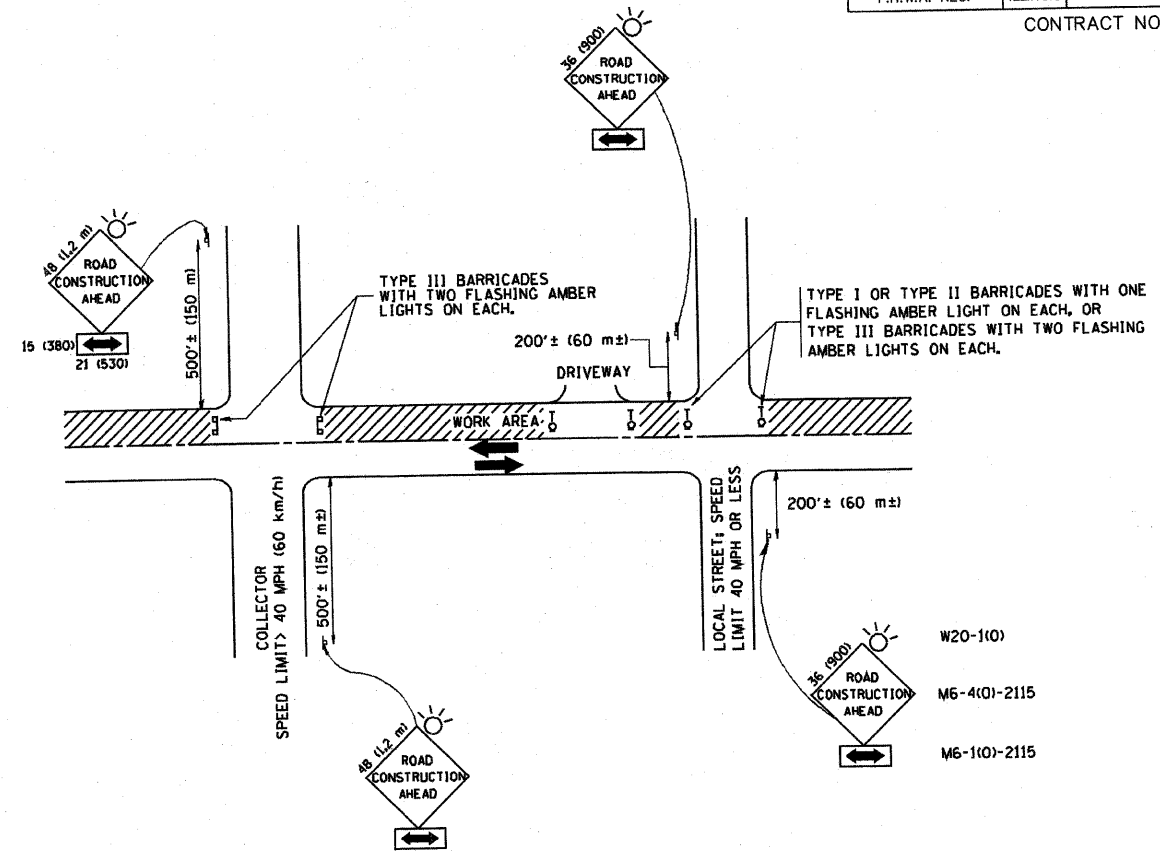 CONTRACT NO
36 (900)
ROAD
CONSTRUCTION
AHEAD
48 (1.2 m)
ROAD
CONSTRUCTION
AHEAD
15 (380)
21 (530)
500'± (150 m)
TYPE III BARRICADES
WITH TWO FLASHING AMBER
LIGHTS ON EACH.
200'± (60 m±)
DRIVEWAY
TYPE I OR TYPE II BARRICADES WITH ONE
FLASHING AMBER LIGHT ON EACH, OR
TYPE III BARRICADES WITH TWO FLASHING
AMBER LIGHTS ON EACH.
WORK AREA
COLLECTOR
SPEED LIMIT> 40 MPH (60 km/h)
500'± (150 m±)
LOCAL STREET; SPEED
LIMIT 40 MPH OR LESS
200'± (60 m±)
48 (1.2 m)
ROAD
CONSTRUCTION
AHEAD
36 (900)
ROAD
CONSTRUCTION
AHEAD
W20-1(O)
M6-4(O)-2115
M6-1(O)-2115